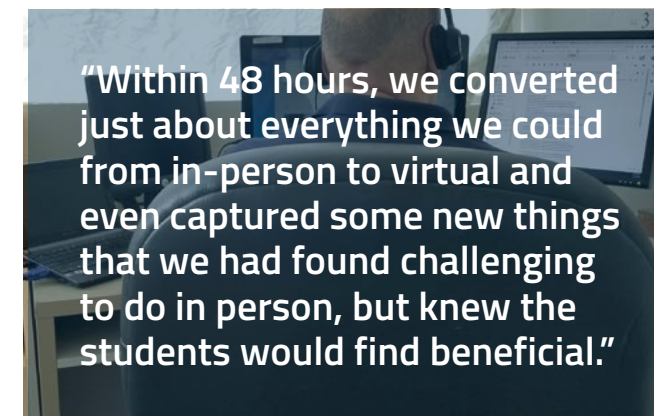 “Within 48 hours, we converted
just about everything we could
from in-person to virtual and
even captured some new things
that we had found challenging
to do in person, but knew the
students would find beneficial.”